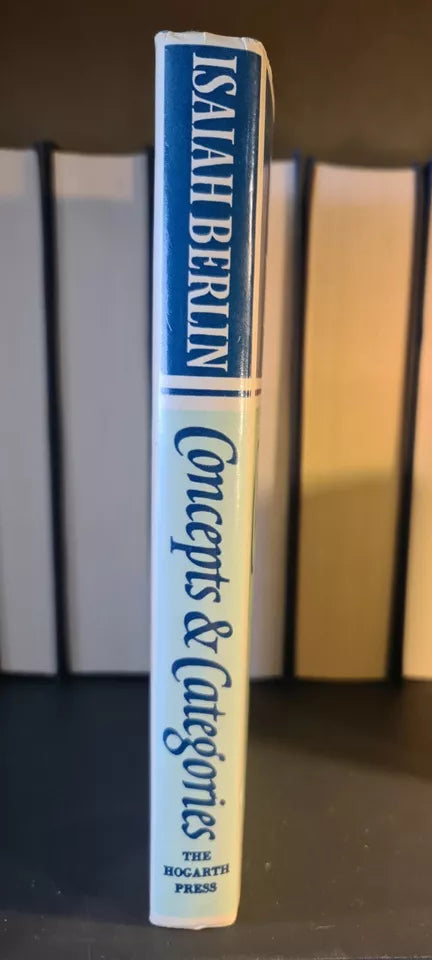 ISAIAH BERLIN
Concepts & Categories
THE
HOGARTH
PRESS